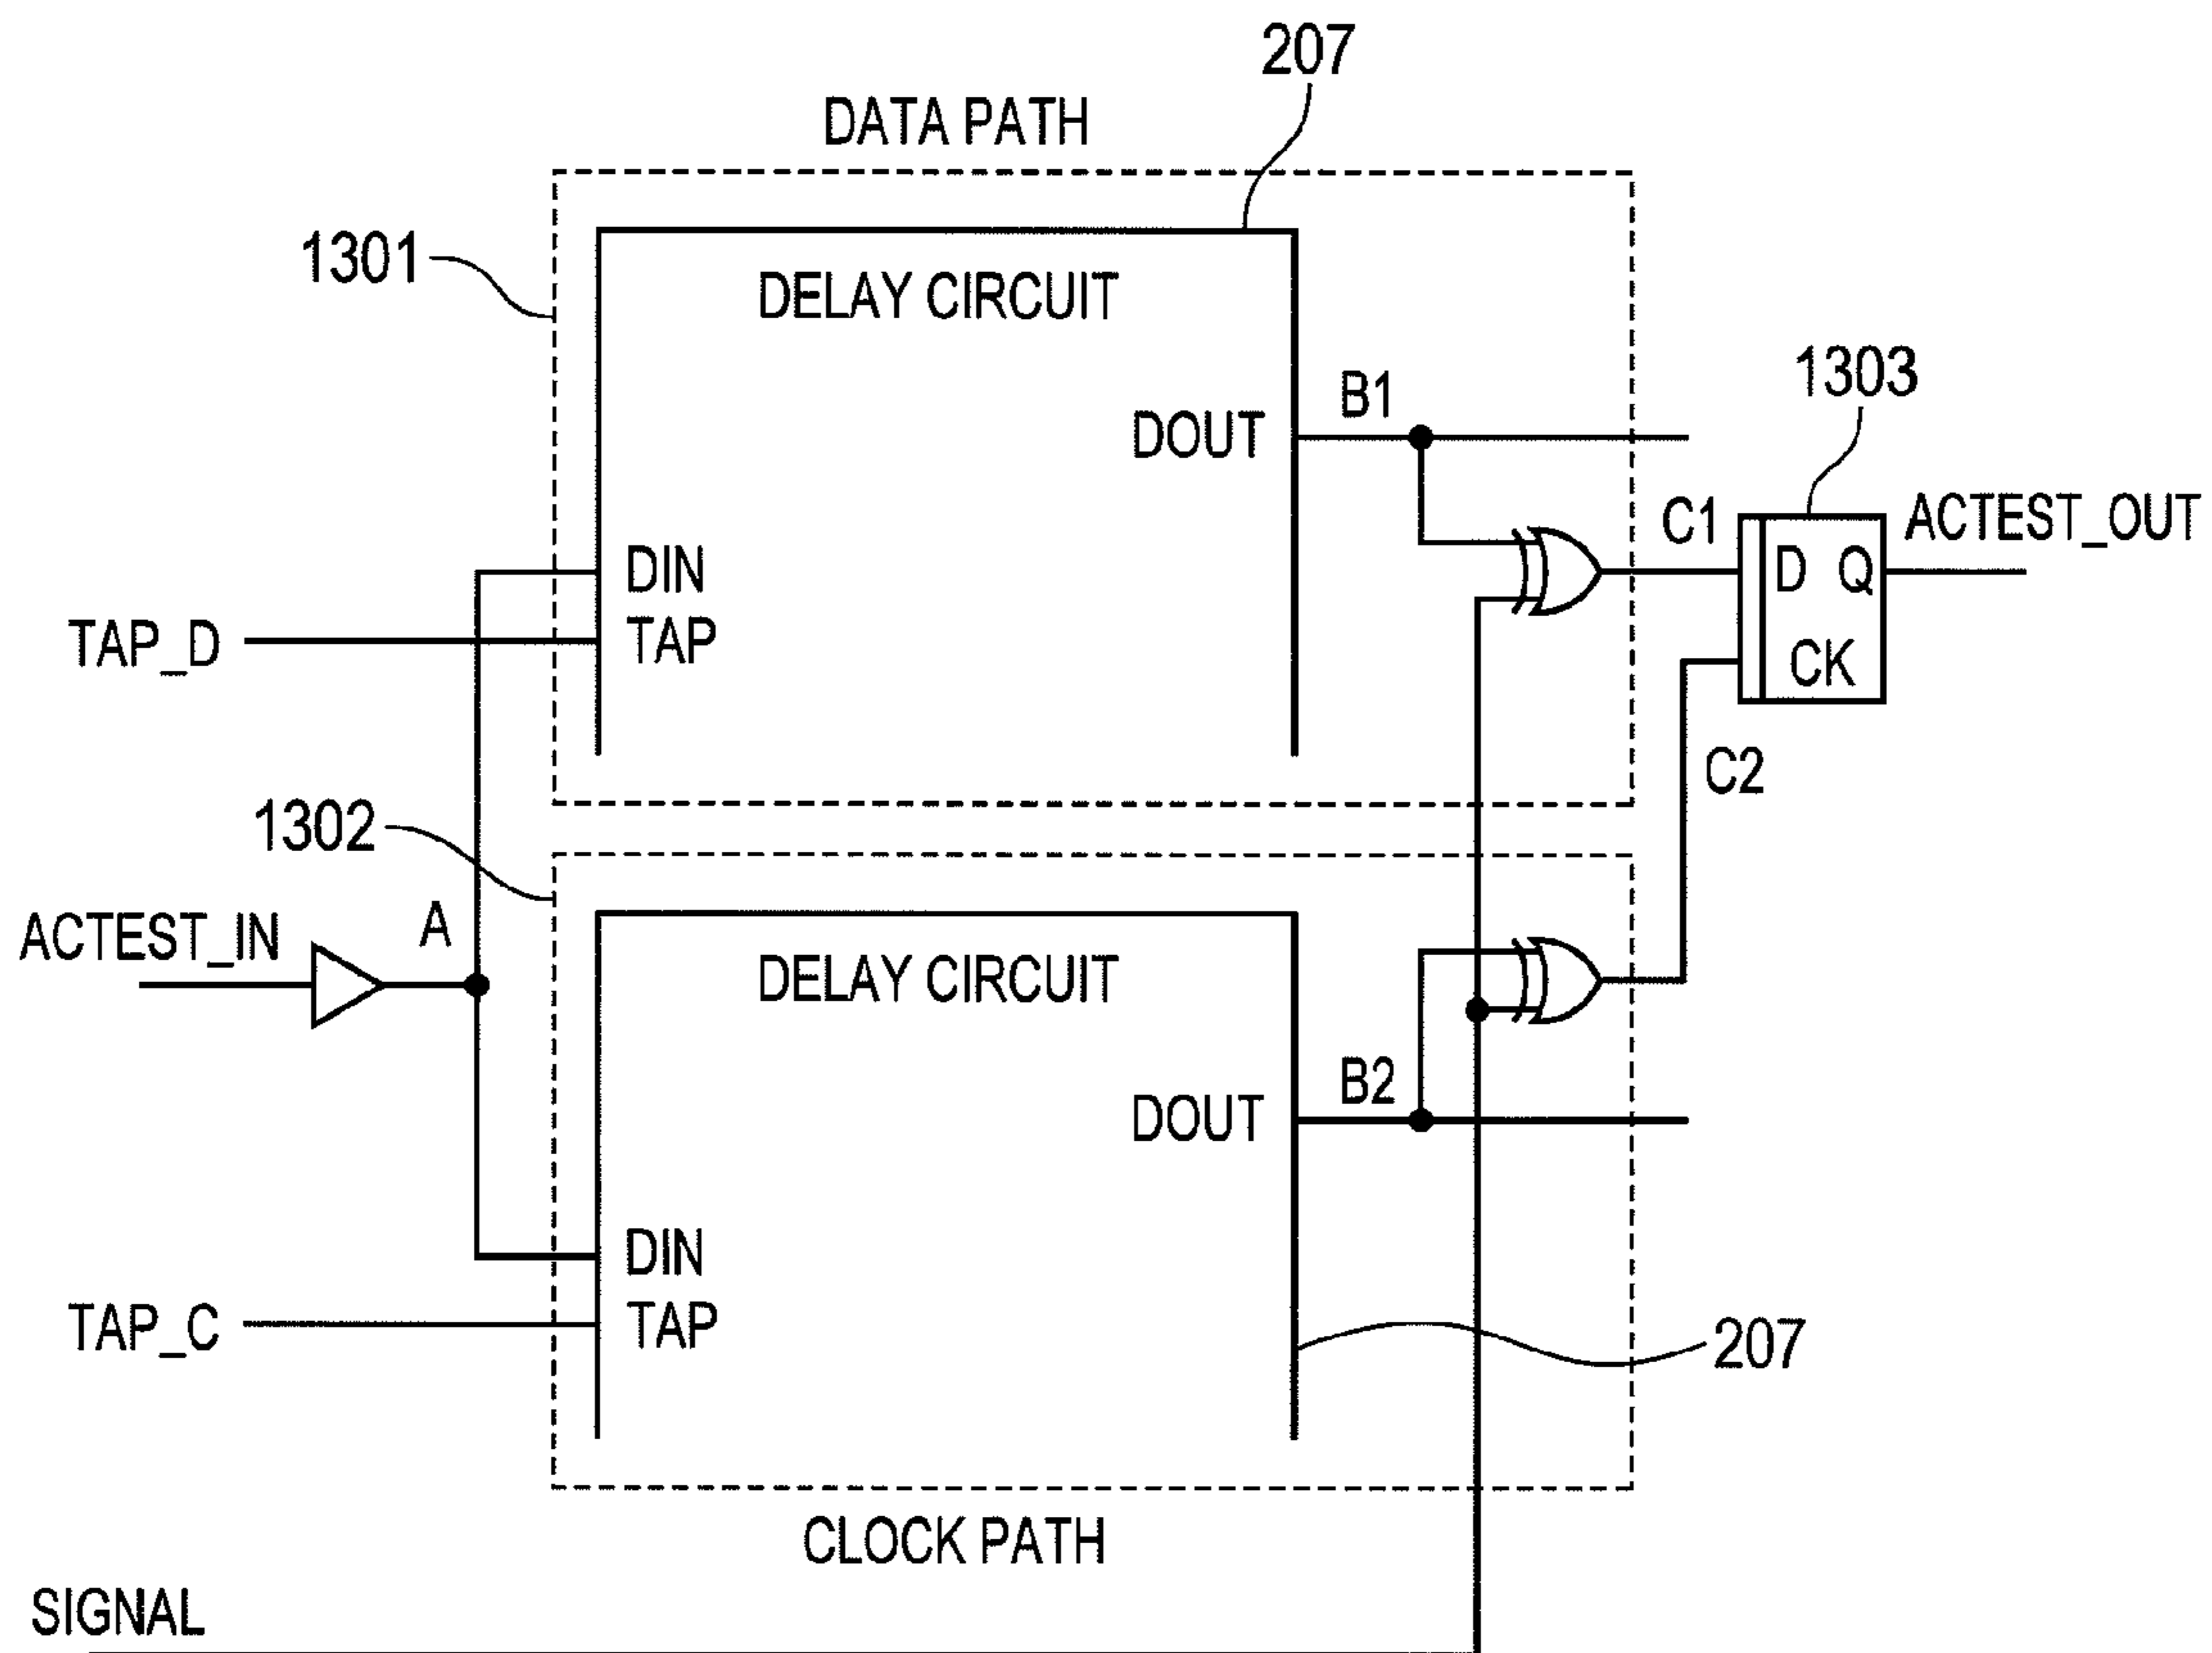 207
DATA PATH
1301
DELAY CIRCUIT
1303
B1
DOUT
C1
ACTEST_OUT
D Q
DIN
TAP_D
TAP
CK
C2
1302
A
ACTEST_IN
DELAY CIRCUIT
B2
DOUT
DIN
TAP_C
TAP
207
CLOCK PATH
SIGNAL